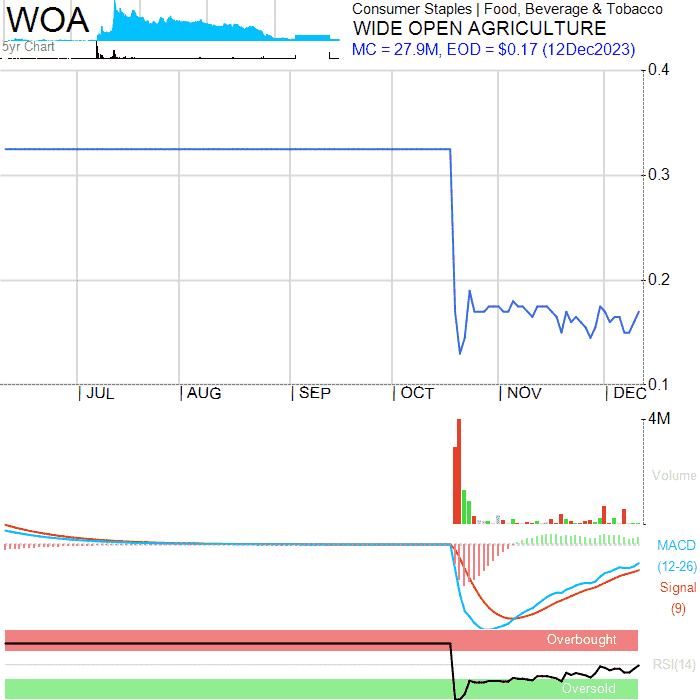 WOA
5yr Chart
Consumer Staples | Food, Beverage & Tobacco
WIDE OPEN AGRICULTURE
MC = 27.9M, EOD = $0.17 (12Dec2023)
0.4
0.3
0.2
0.1
| JUL | AUG | SEP | OCT | NOV | DEC
4M
Volume
MACD
(12-26)
Signal
(9)
Overbought
RSI(14)
Oversold